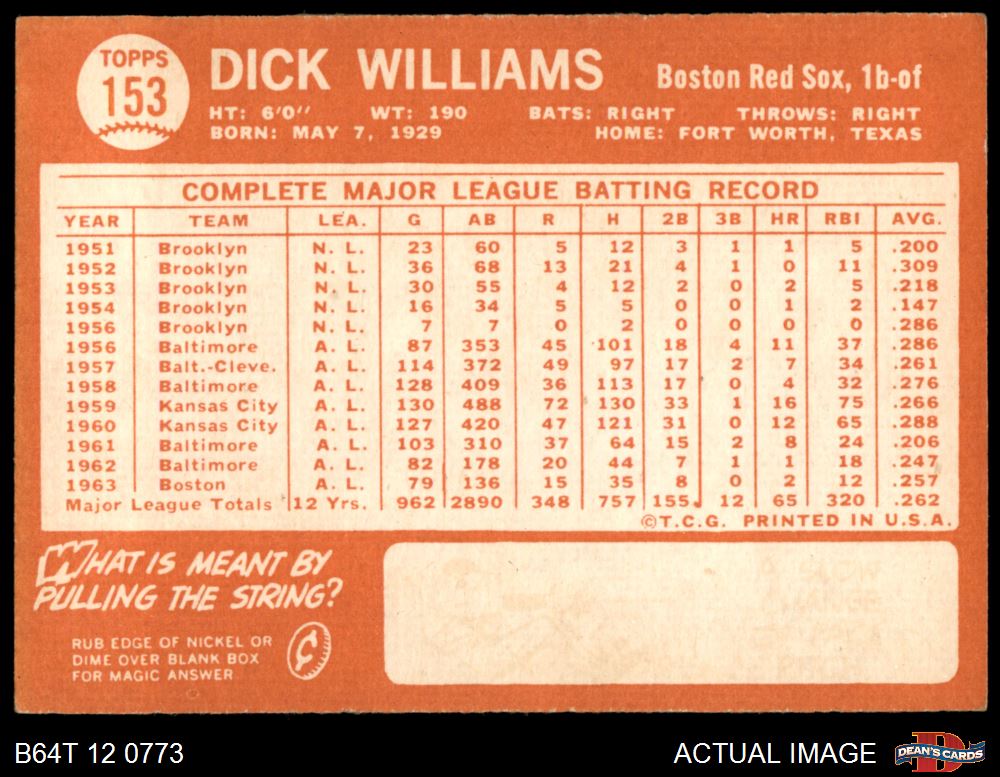 TOPPS
153
DICK WILLIAMS
Boston Red Sox, 1b-of
HT: 6'0" WT: 190 BATS: RIGHT THROWS: RIGHT
BORN: MAY 7, 1929 HOME: FORT WORTH, TEXAS
COMPLETE MAJOR LEAGUE BATTING RECORD
YEAR TEAM LEA. G AB R H 2B 3B HR RBI AVG.
1951 Brooklyn N. L. 23 60 5 12 3 1 1 5 .200
1952 Brooklyn N. L. 36 68 13 21 4 1 0 11 .309
1953 Brooklyn N. L. 30 55 4 12 2 0 2 5 .218
1954 Brooklyn N. L. 16 34 5 5 0 0 1 2 .147
1956 Brooklyn N. L. 7 7 0 2 0 0 0 0 .286
1956 Baltimore A. L. 87 353 45 101 18 4 11 37 .286
1957 Balt.-Cleve. A. L. 114 372 49 97 17 2 7 34 .261
1958 Baltimore A. L. 128 409 36 113 17 0 4 32 .276
1959 Kansas City A. L. 130 488 72 130 33 1 16 75 .266
1960 Kansas City A. L. 127 420 47 121 31 0 12 65 .288
1961 Baltimore A. L. 103 310 37 64 15 2 8 24 .206
1962 Baltimore A. L. 82 178 20 44 7 1 1 18 .247
1963 Boston A. L. 79 136 15 35 8 0 2 12 .257
Major League Totals 12 Yrs. 962 2890 348 757 155 12 65 320 .262
©T.C.G. PRINTED IN U.S.A.
WHAT IS MEANT BY
PULLING THE STRING?
RUB EDGE OF NICKEL OR
DIME OVER BLANK BOX
FOR MAGIC ANSWER
¢
B64T 12 0773 ACTUAL IMAGE
D
DEAN'S CARDS